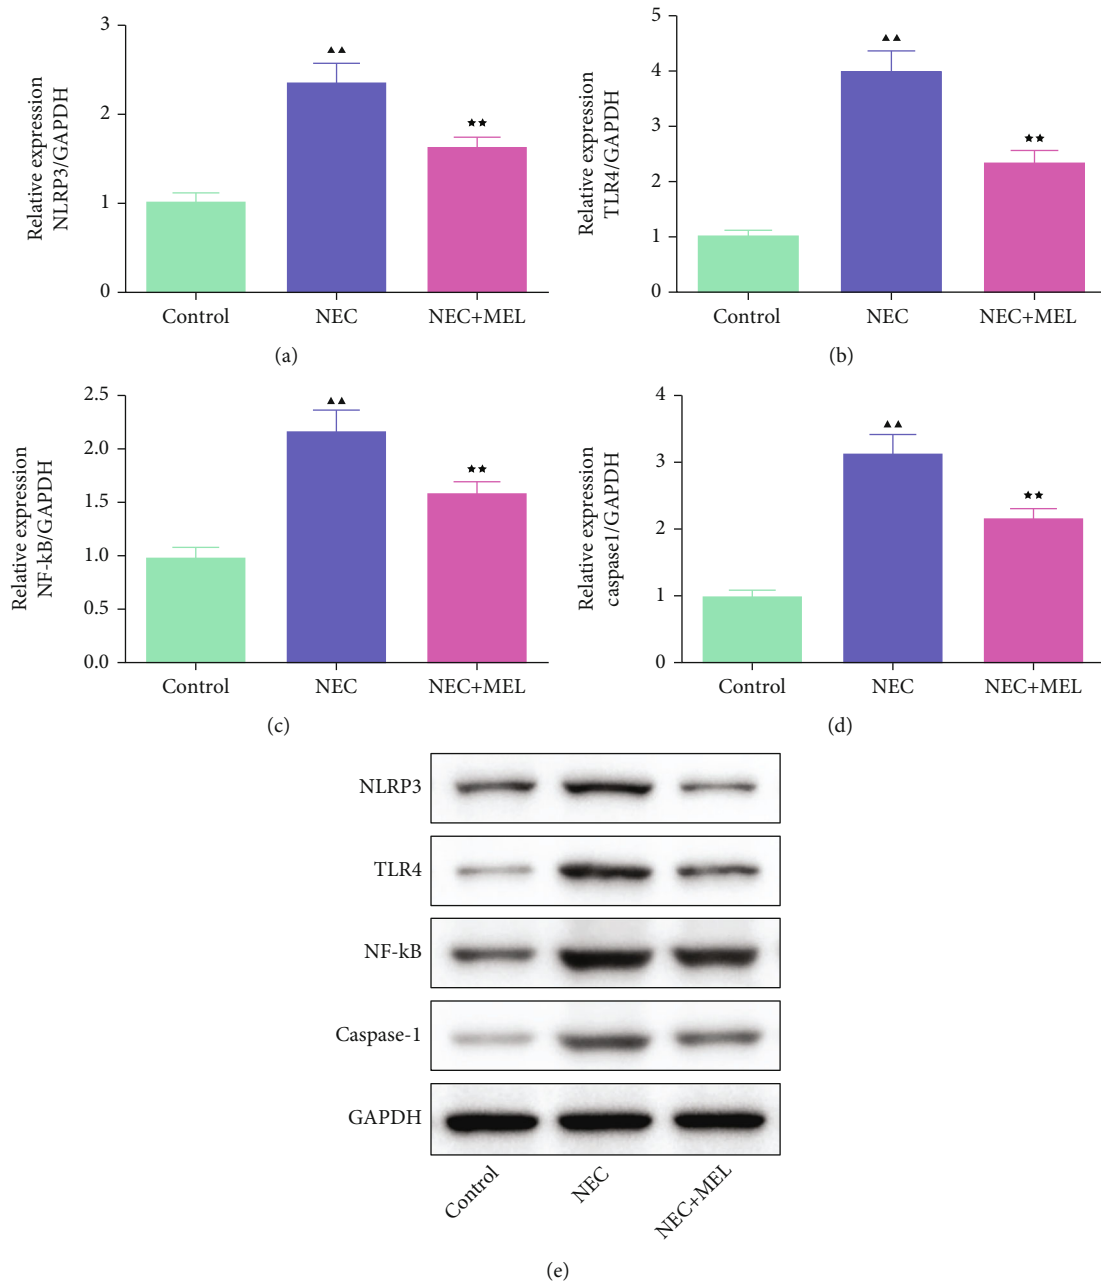 Relative expression
NLRP3/GAPDH
3
2
1
0
▲▲
★★
Control NEC NEC+MEL
(a)
Relative expression
TLR4/GAPDH
5
4
3
2
1
0
▲▲
★★
Control NEC NEC+MEL
(b)
Relative expression
NF-kB/GAPDH
2.5
2.0
1.5
1.0
0.5
0.0
▲▲
★★
Control NEC NEC+MEL
(c)
Relative expression
caspase1/GAPDH
4
3
2
1
0
▲▲
★★
Control NEC NEC+MEL
(d)
NLRP3
TLR4
NF-kB
Caspase-1
GAPDH
Control NEC NEC+MEL
(e)